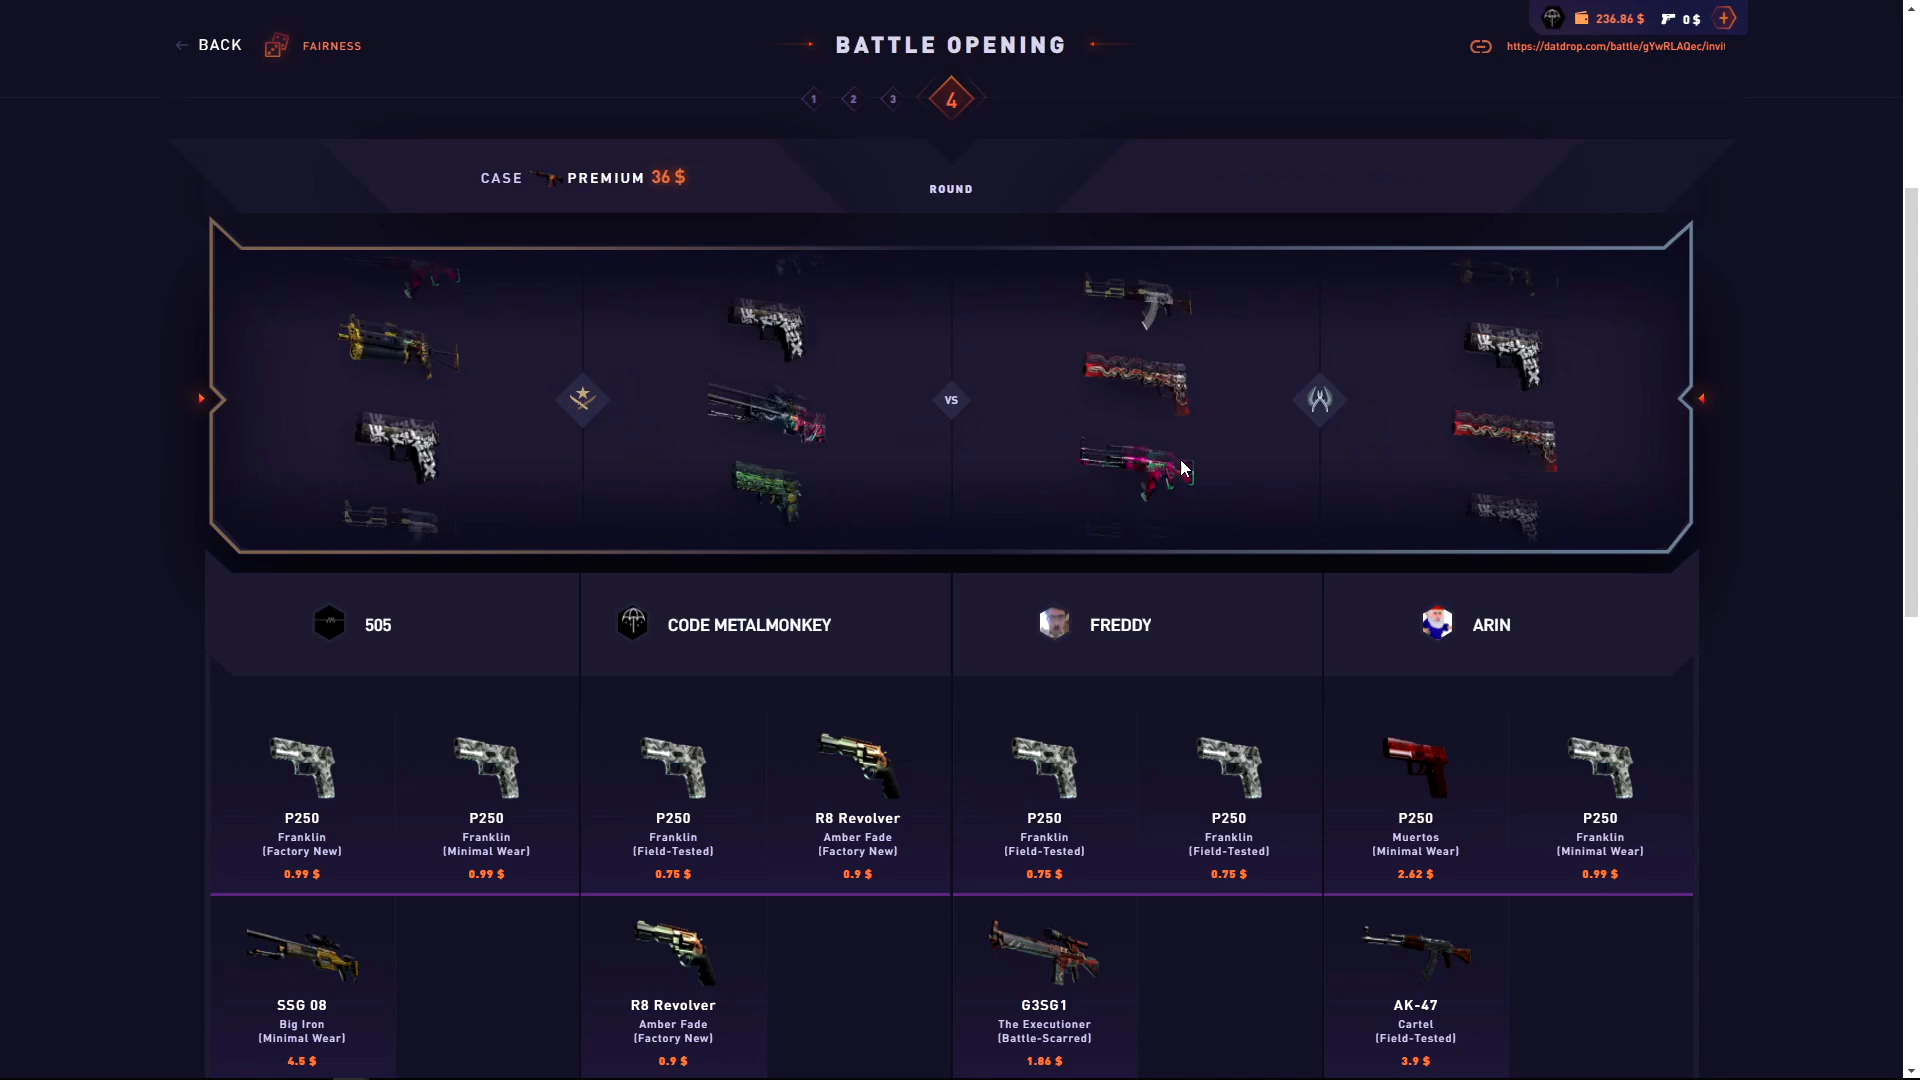 BACK
FAIRNESS
BATTLE OPENING
236.86 $
0 $
https://datdrop.com/battle/gYwRLAQec/invi
1
2
3
4
CASE PREMIUM 36 $
ROUND
VS
505
CODE METALMONKEY
FREDDY
ARIN
P250
Franklin
(Factory New)
0.99 $
P250
Franklin
(Minimal Wear)
0.99 $
P250
Franklin
(Field-Tested)
0.75 $
R8 Revolver
Amber Fade
(Factory New)
0.9 $
P250
Franklin
(Field-Tested)
0.75 $
P250
Franklin
(Field-Tested)
0.75 $
P250
Muertos
(Minimal Wear)
2.62 $
P250
Franklin
(Minimal Wear)
0.99 $
SSG 08
Big Iron
(Minimal Wear)
4.5 $
R8 Revolver
Amber Fade
(Factory New)
0.9 $
G3SG1
The Executioner
(Battle-Scarred)
1.86 $
AK-47
Cartel
(Field-Tested)
3.9 $